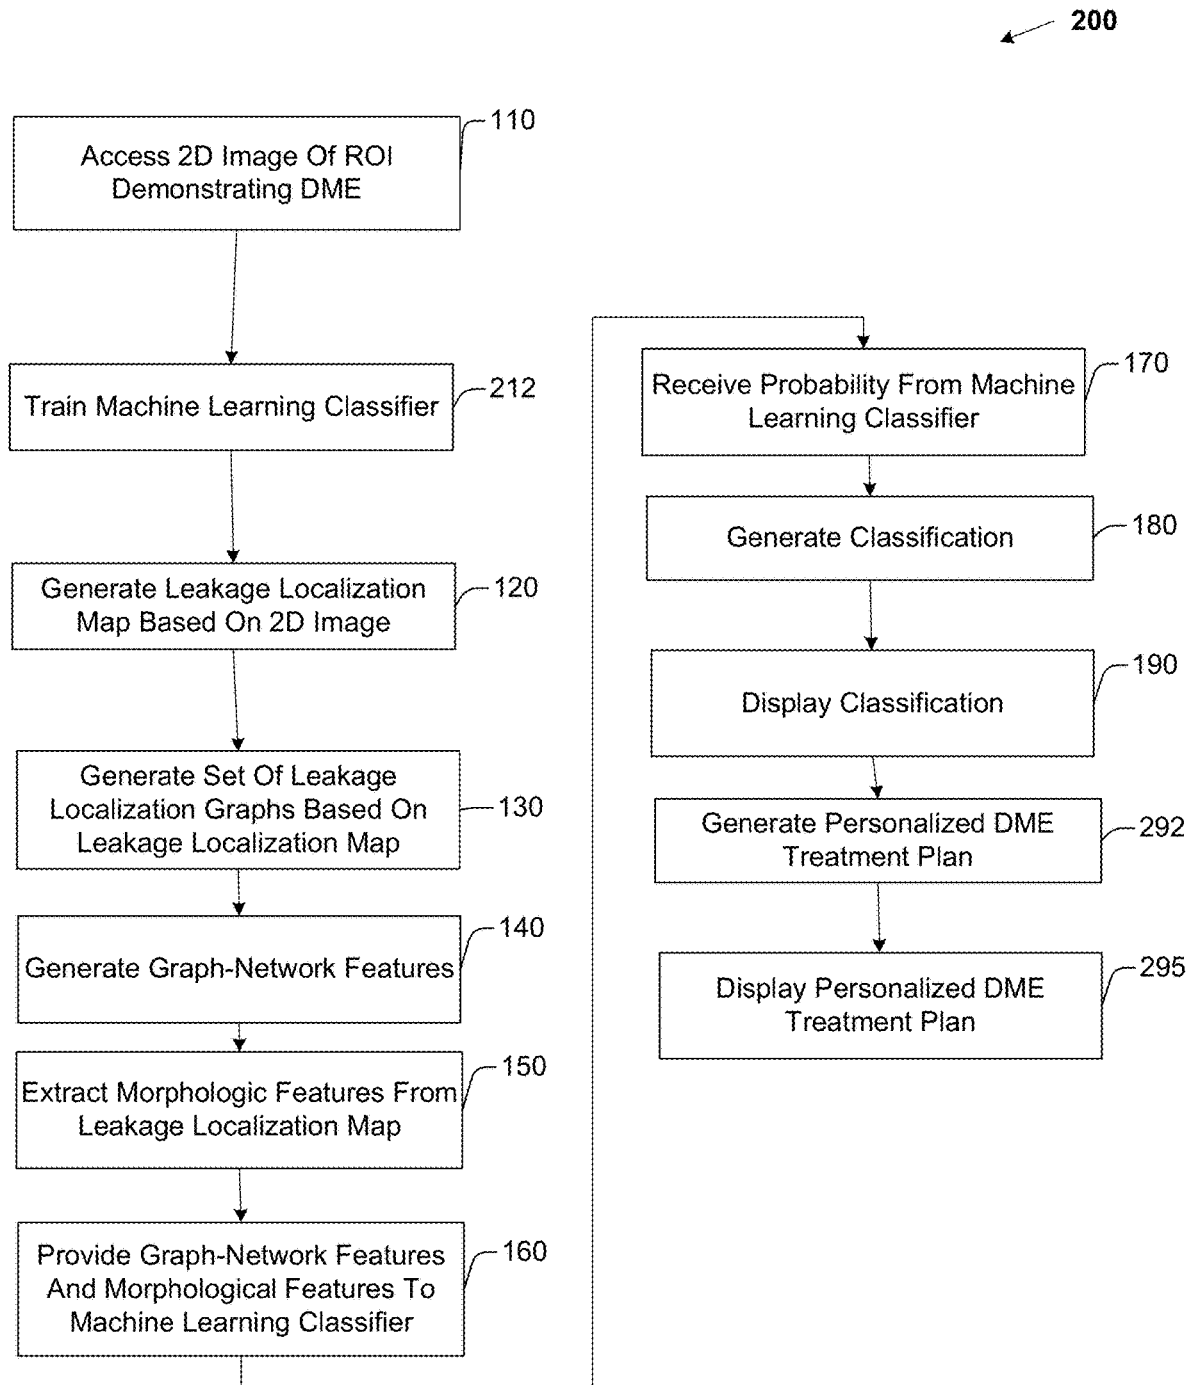 200
110
Access 2D Image Of ROI
Demonstrating DME
212
Train Machine Learning Classifier
120
Generate Leakage Localization
Map Based On 2D Image
130
Generate Set Of Leakage
Localization Graphs Based On
Leakage Localization Map
140
Generate Graph-Network Features
150
Extract Morphologic Features From
Leakage Localization Map
160
Provide Graph-Network Features
And Morphological Features To
Machine Learning Classifier
170
Receive Probability From Machine
Learning Classifier
180
Generate Classification
190
Display Classification
292
Generate Personalized DME
Treatment Plan
295
Display Personalized DME
Treatment Plan